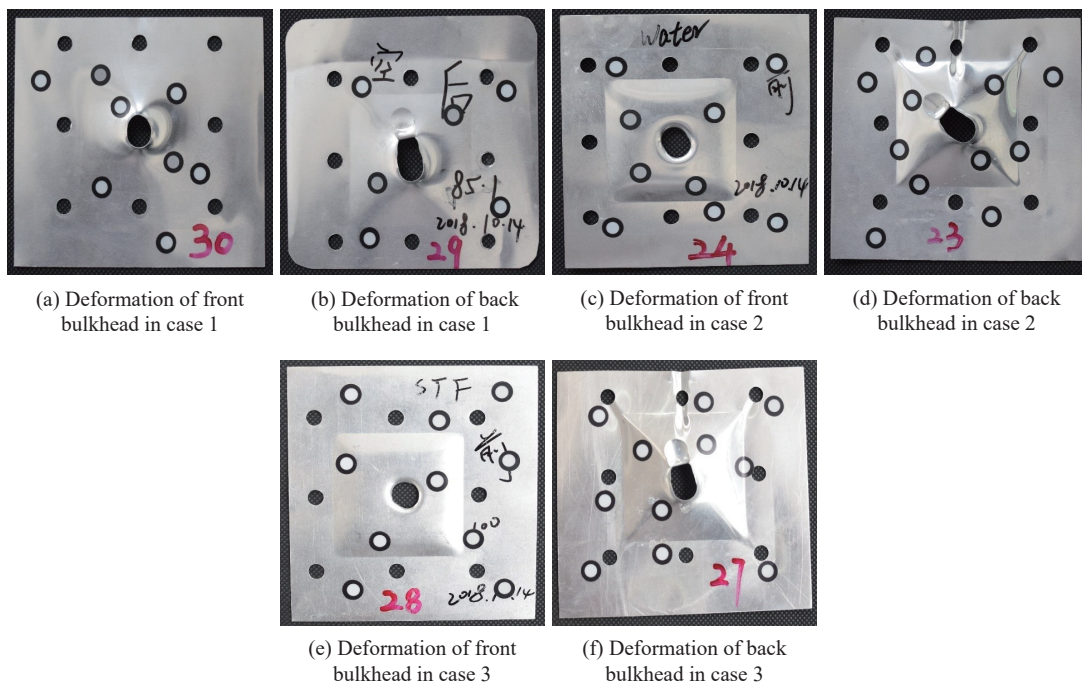 30
空
后
85.1
2018.10.14
29
Water
前
2018.10.14
24
23
(a) Deformation of front
bulkhead in case 1
(b) Deformation of back
bulkhead in case 1
(c) Deformation of front
bulkhead in case 2
(d) Deformation of back
bulkhead in case 2
STF
前
100
28
27
(e) Deformation of front
bulkhead in case 3
(f) Deformation of back
bulkhead in case 3